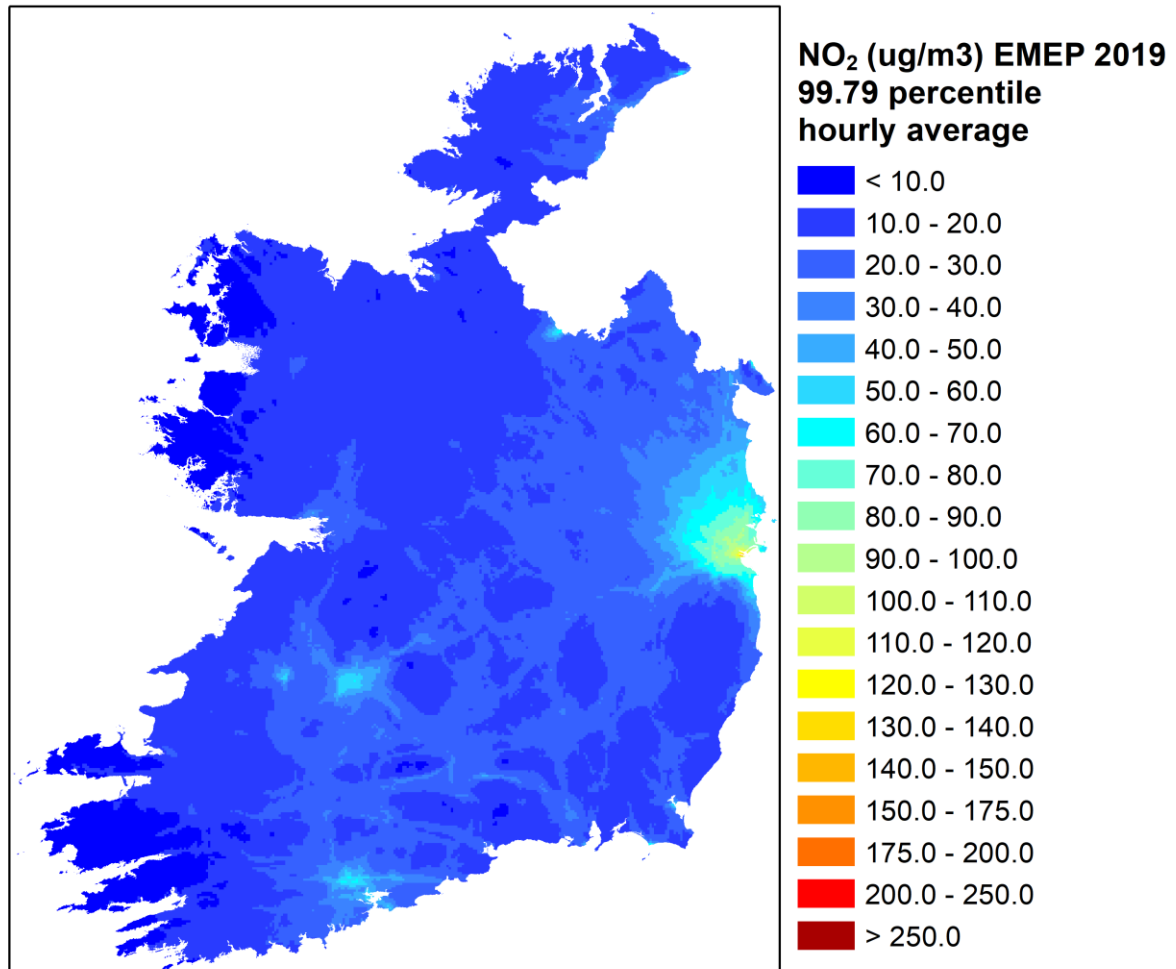 NO₂ (ug/m3) EMEP 2019
99.79 percentile
hourly average
< 10.0
10.0 - 20.0
20.0 - 30.0
30.0 - 40.0
40.0 - 50.0
50.0 - 60.0
60.0 - 70.0
70.0 - 80.0
80.0 - 90.0
90.0 - 100.0
100.0 - 110.0
110.0 - 120.0
120.0 - 130.0
130.0 - 140.0
140.0 - 150.0
150.0 - 175.0
175.0 - 200.0
200.0 - 250.0
> 250.0